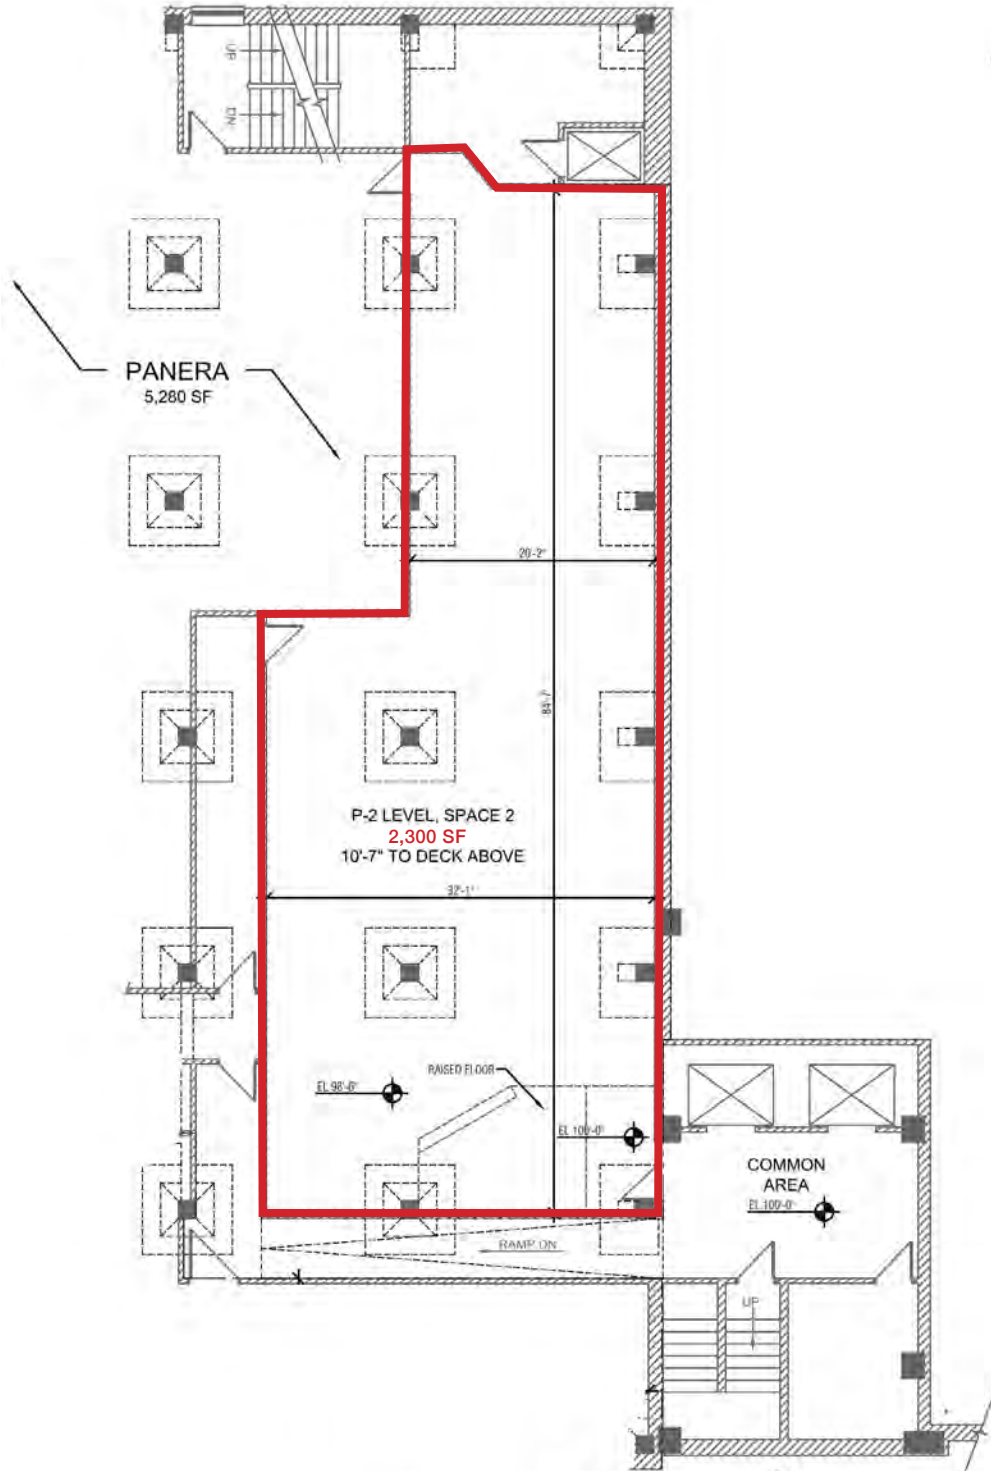 UP
DN
PANERA
5,280 SF
20'-2"
84'-7"
P-2 LEVEL, SPACE 2
2,300 SF
10'-7" TO DECK ABOVE
32'-1"
RAISED FLOOR
EL 98'-6"
EL 100'-0"
COMMON
AREA
EL 100'-0"
RAMP DN
UP